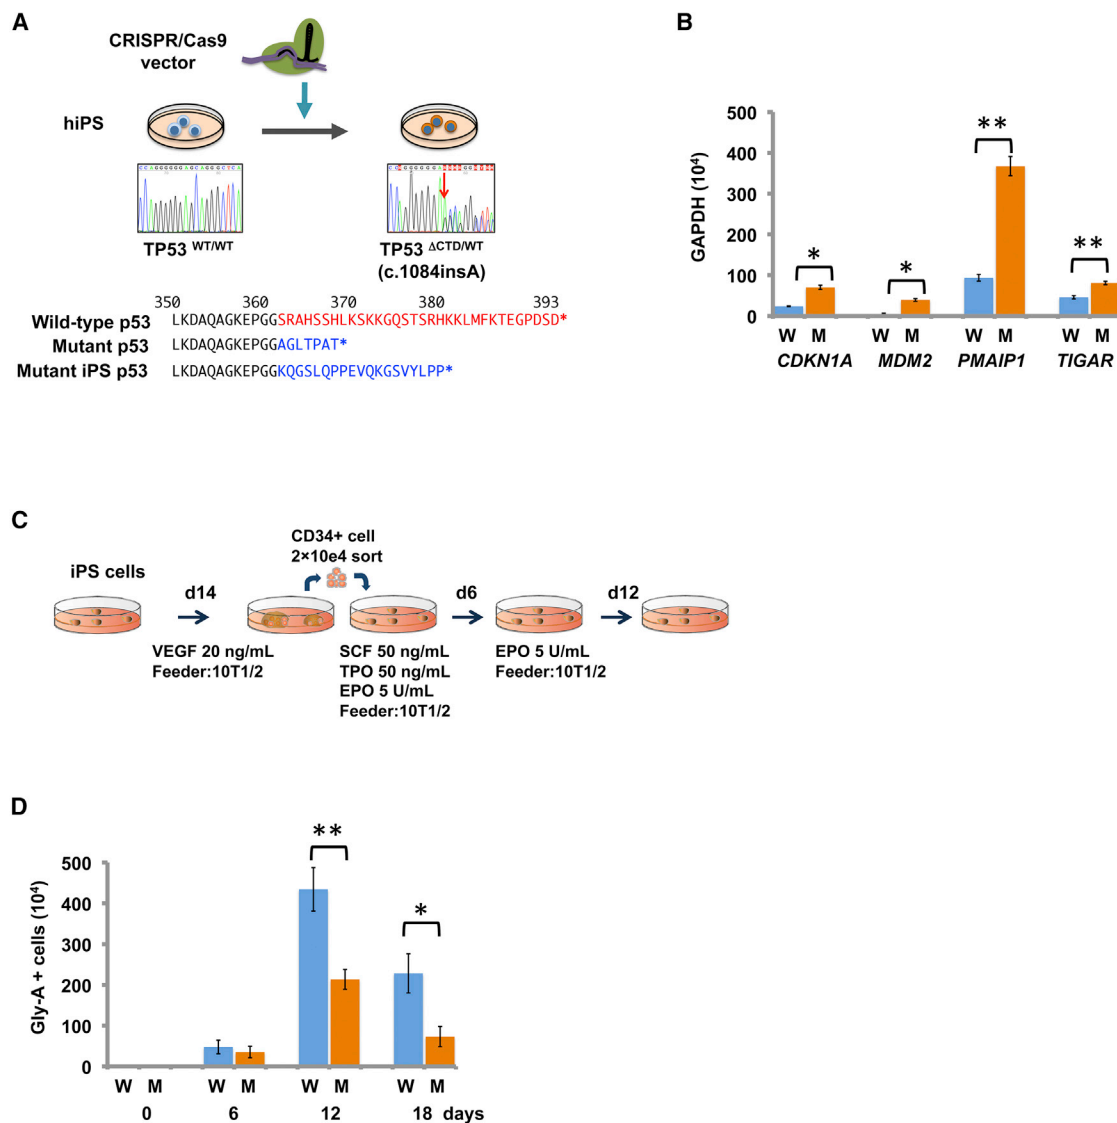 A
CRISPR/Cas9
vector
hiPS
TP53 WT/WT
TP53 ΔCTD/WT
(c.1084insA)
350 360 370 380 393
Wild-type p53 LKDAQAGKEPGGSRAHSSHLKSKKGQSTSRHKKLMFKTEGPDSD*
Mutant p53 LKDAQAGKEPGGAGLTPAT*
Mutant iPS p53 LKDAQAGKEPGGKQGSLQPPEVQKGSVYLPP*
B
GAPDH (10⁴)
500
400
300
200
100
0
* * ** **
W M W M W M W M
CDKN1A MDM2 PMAIP1 TIGAR
C
iPS cells
d14
VEGF 20 ng/mL
Feeder:10T1/2
CD34+ cell
2×10e4 sort
SCF 50 ng/mL
TPO 50 ng/mL
EPO 5 U/mL
Feeder:10T1/2
d6
EPO 5 U/mL
Feeder:10T1/2
d12
D
Gly-A + cells (10⁴)
500
400
300
200
100
0
** *
W M W M W M W M
0 6 12 18 days